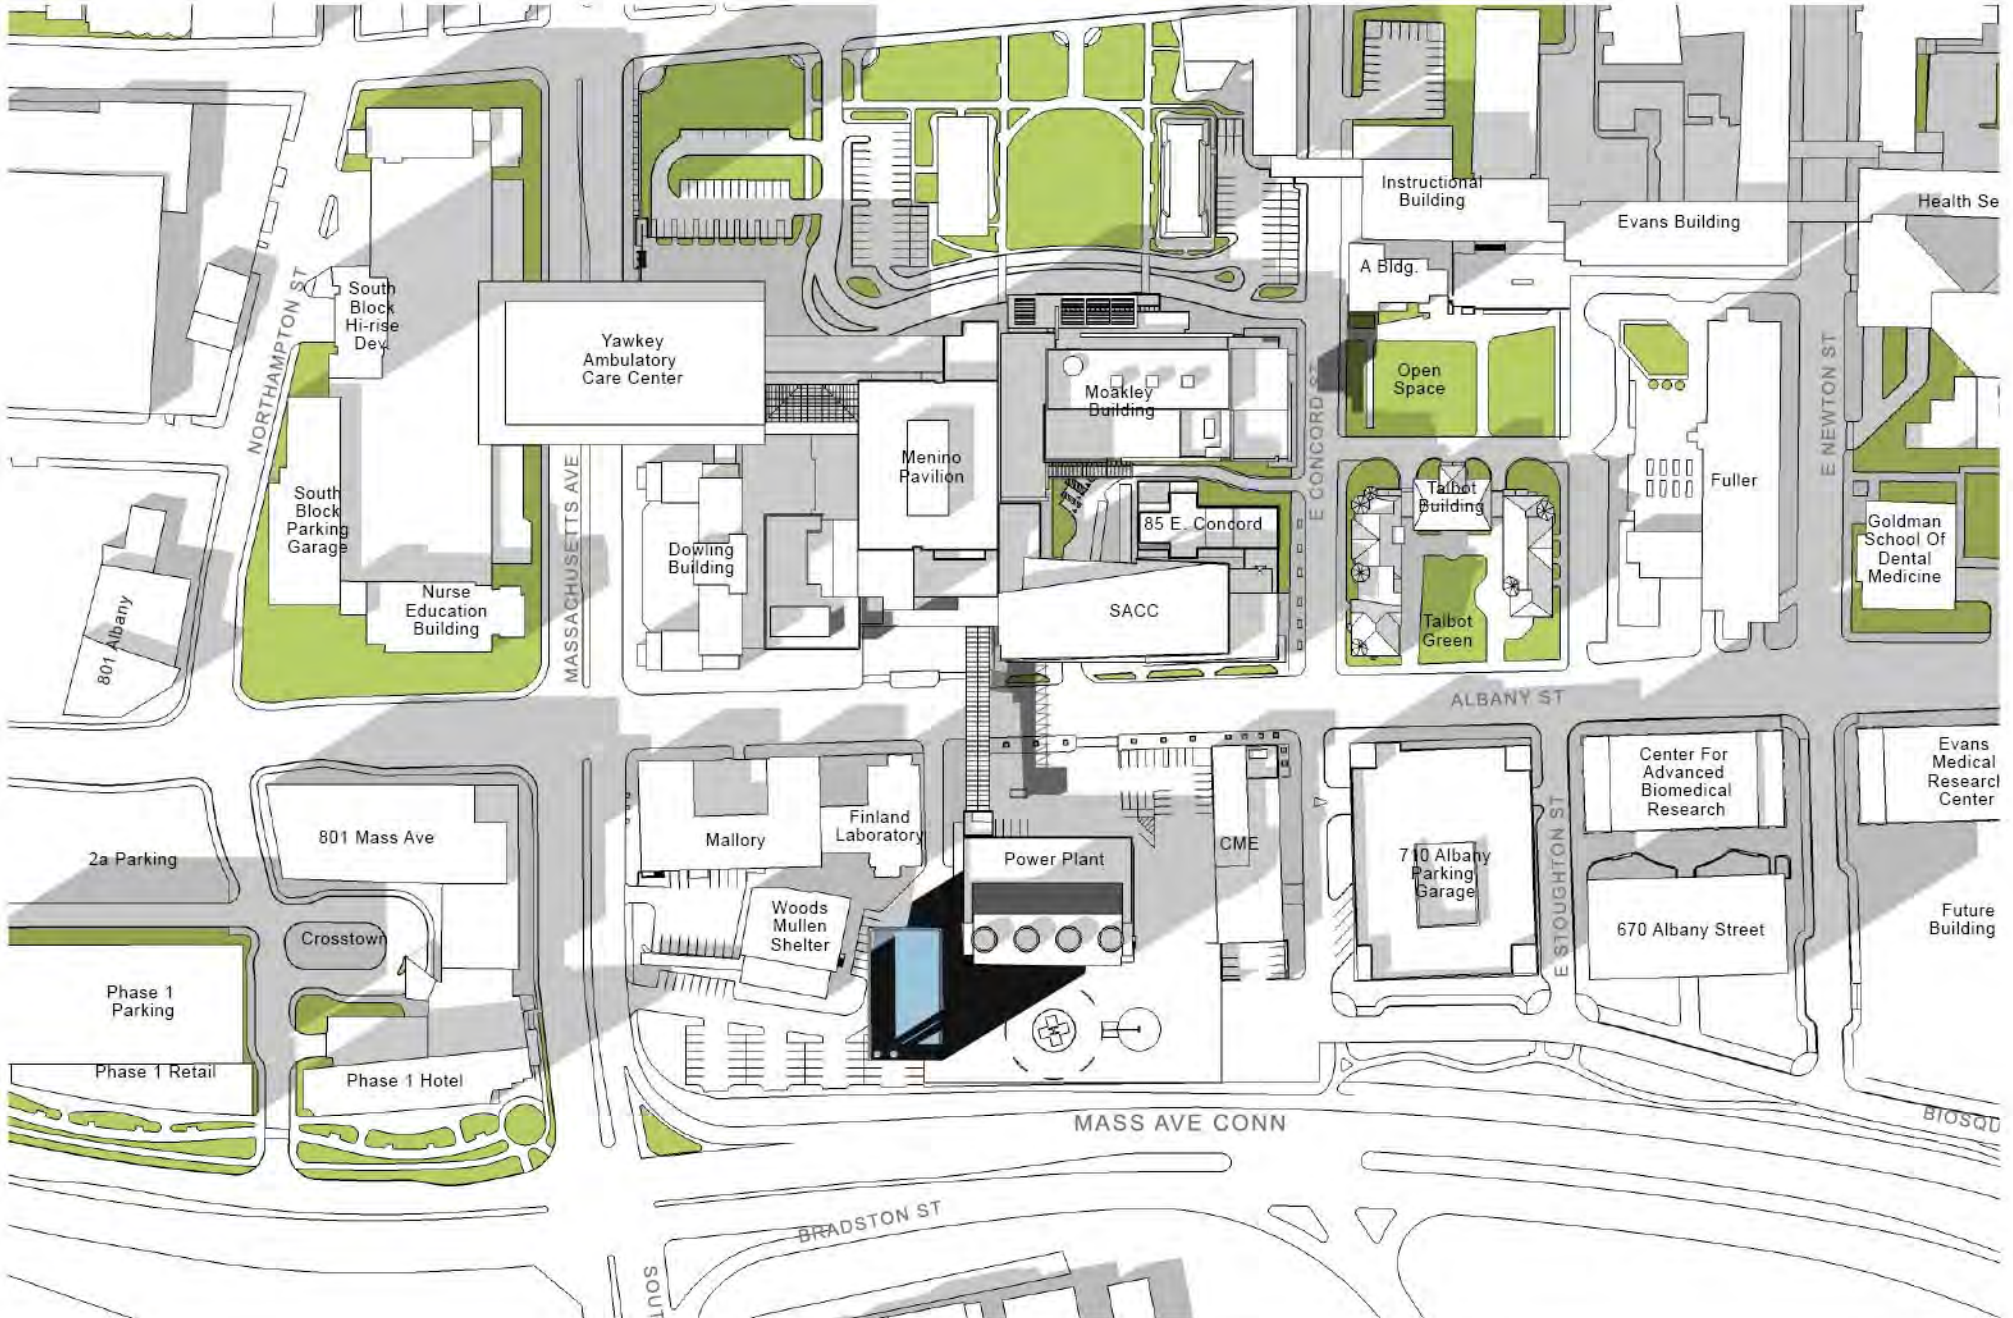 Instructional
Building
Evans Building
Health Se
A Bldg.
South
Block
Hi-rise
Dev.
NORTHAMPTON ST
Yawkey
Ambulatory
Care Center
Moakley
Building
Open
Space
E CONCORD ST
E NEWTON ST
Menino
Pavilion
Talbot
Building
Fuller
MASSACHUSETTS AVE
South
Block
Parking
Garage
85 E. Concord
Goldman
School Of
Dental
Medicine
Dowling
Building
Nurse
Education
Building
SACC
Talbot
Green
801 Albany
ALBANY ST
Center For
Advanced
Biomedical
Research
Evans
Medical
Research
Center
801 Mass Ave
Mallory
Finland
Laboratory
Power Plant
CME
710 Albany
Parking
Garage
E STOUGHTON ST
2a Parking
Woods
Mullen
Shelter
670 Albany Street
Future
Building
Crosstown
Phase 1
Parking
Phase 1 Retail
Phase 1 Hotel
MASS AVE CONN
BIOSQU
BRADSTON ST
SOUT